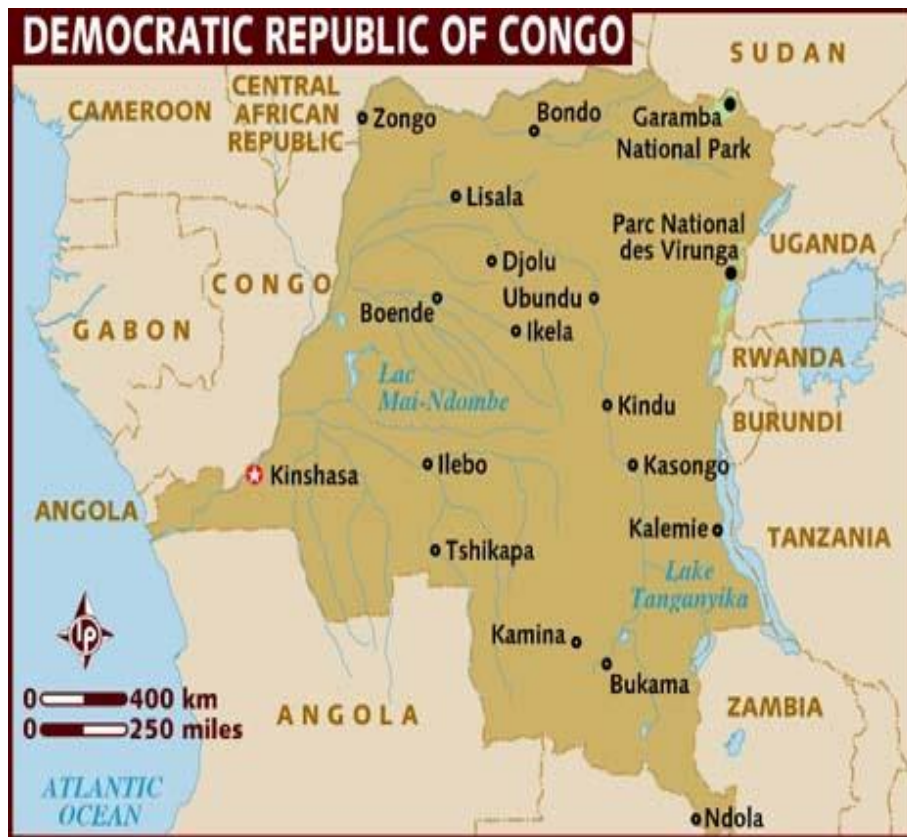 DEMOCRATIC REPUBLIC OF CONGO
SUDAN
CENTRAL
AFRICAN
REPUBLIC
CAMEROON
Zongo
Bondo
Garamba
National Park
Lisala
Parc National
des Virunga
UGANDA
Djolu
CONGO
Ubundu
Boende
GABON
Ikela
RWANDA
Lac
Mai-Ndombe
Kindu
BURUNDI
Kinshasa
Ilebo
Kasongo
ANGOLA
Kalemie
TANZANIA
Tshikapa
Lake
Tanganyika
LP
Kamina
Bukama
0 400 km
0 250 miles
ANGOLA
ZAMBIA
ATLANTIC
OCEAN
Ndola